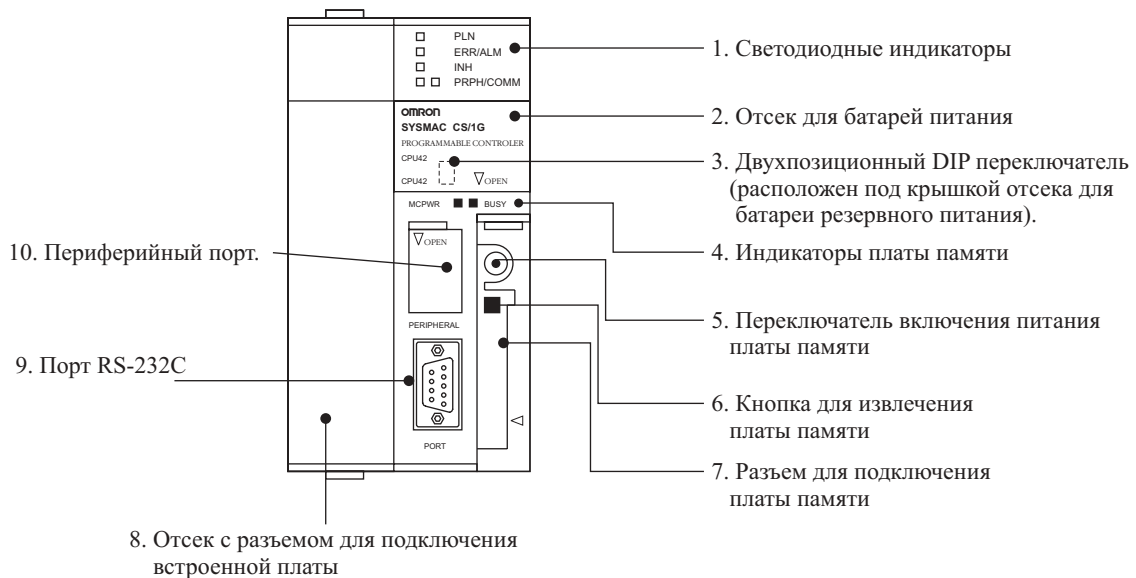 PLN
ERR/ALM
INH
PRPH/COMM
OMRON
SYSMAC CS/1G
PROGRAMMABLE CONTROLER
CPU42
CPU42
OPEN
MCPWR
BUSY
OPEN
PERIPHERAL
PORT
1. Светодиодные индикаторы
2. Отсек для батарей питания
3. Двухпозиционный DIP переключатель
(расположен под крышкой отсека для
батареи резервного питания).
4. Индикаторы платы памяти
5. Переключатель включения питания
платы памяти
6. Кнопка для извлечения
платы памяти
7. Разъем для подключения
платы памяти
8. Отсек с разъемом для подключения
встроенной платы
9. Порт RS-232C
10. Периферийный порт.